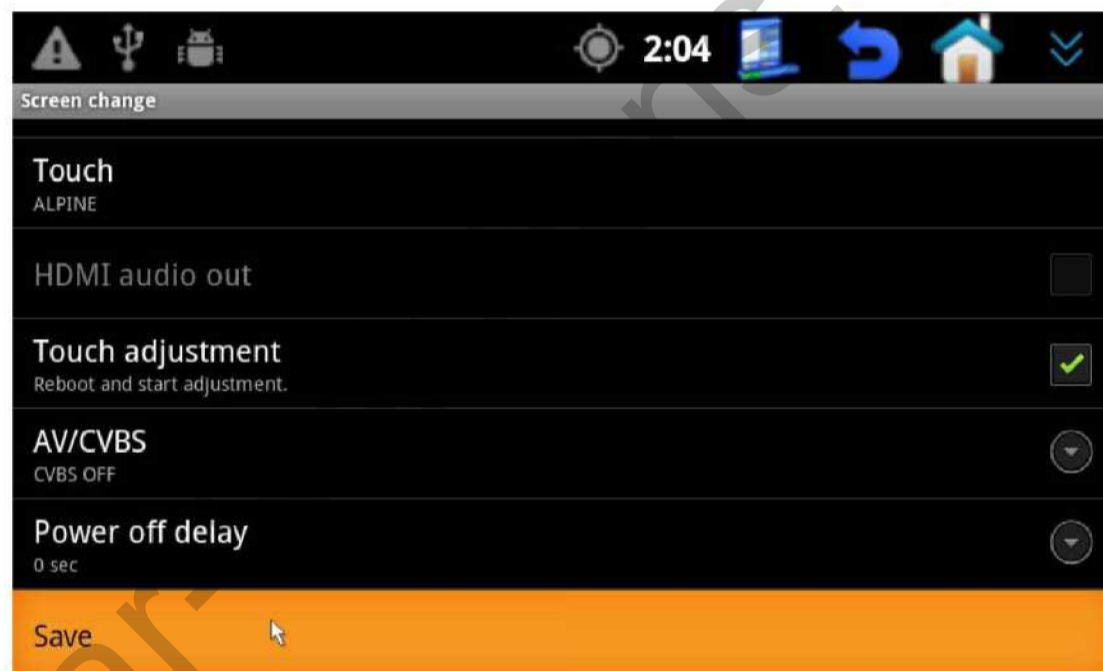 2:04
Screen change
Touch
ALPINE
HDMI audio out
Touch adjustment
Reboot and start adjustment.
AV/CVBS
CVBS OFF
Power off delay
0 sec
Save